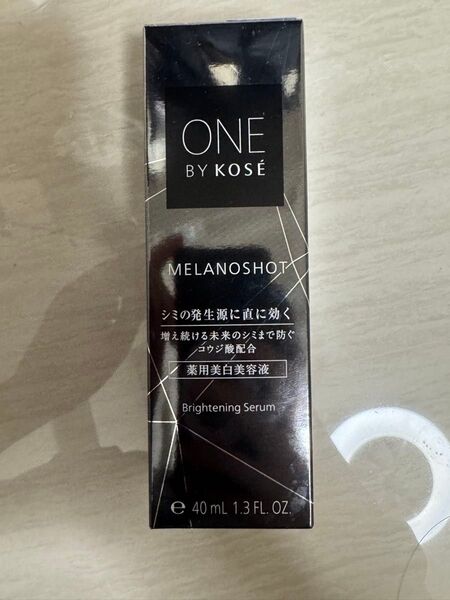 ONE
BY KOSÉ
MELANOSHOT
シミの発生源に直に効く
増え続ける未来のシミまで防ぐ
コウジ酸配合
薬用美白美容液
Brightening Serum
℮ 40 mL 1.3 FL. OZ.